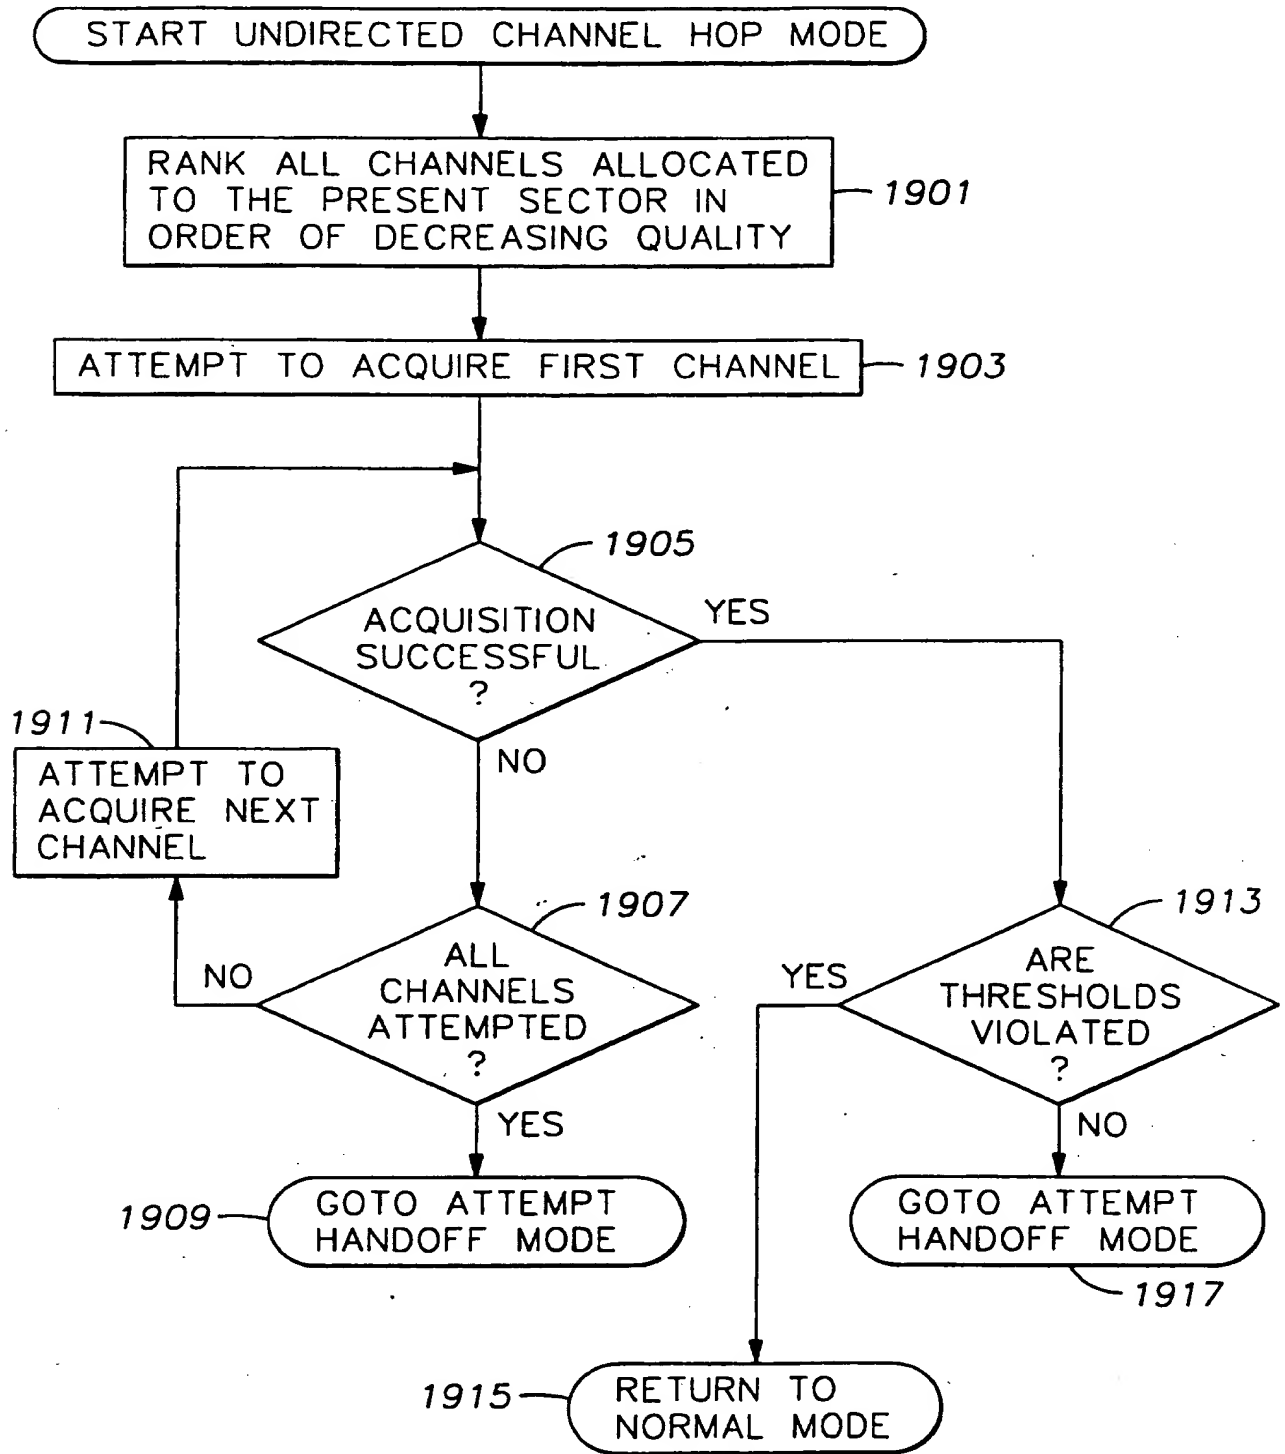 START UNDIRECTED CHANNEL HOP MODE
RANK ALL CHANNELS ALLOCATED
TO THE PRESENT SECTOR IN
ORDER OF DECREASING QUALITY
1901
ATTEMPT TO ACQUIRE FIRST CHANNEL
1903
1905
ACQUISITION
SUCCESSFUL
?
YES
NO
1911
ATTEMPT TO
ACQUIRE NEXT
CHANNEL
1907
ALL
CHANNELS
ATTEMPTED
?
NO
YES
1913
ARE
THRESHOLDS
VIOLATED
?
YES
NO
1909
GOTO ATTEMPT
HANDOFF MODE
GOTO ATTEMPT
HANDOFF MODE
1917
1915
RETURN TO
NORMAL MODE